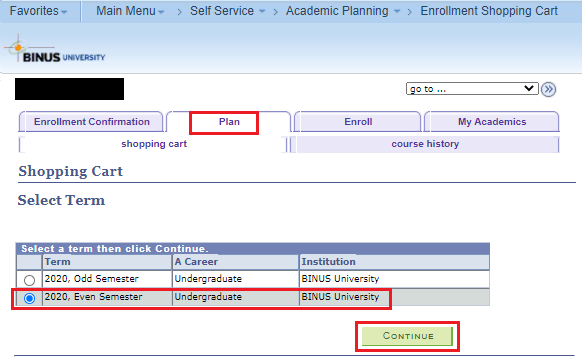 Favorites Main Menu > Self Service > Academic Planning > Enrollment Shopping Cart
BINUS UNIVERSITY
go to ...
Enrollment Confirmation Plan Enroll My Academics
shopping cart course history
Shopping Cart
Select Term
Select a term then click Continue.
Term A Career Institution
2020, Odd Semester Undergraduate BINUS University
2020, Even Semester Undergraduate BINUS University
CONTINUE